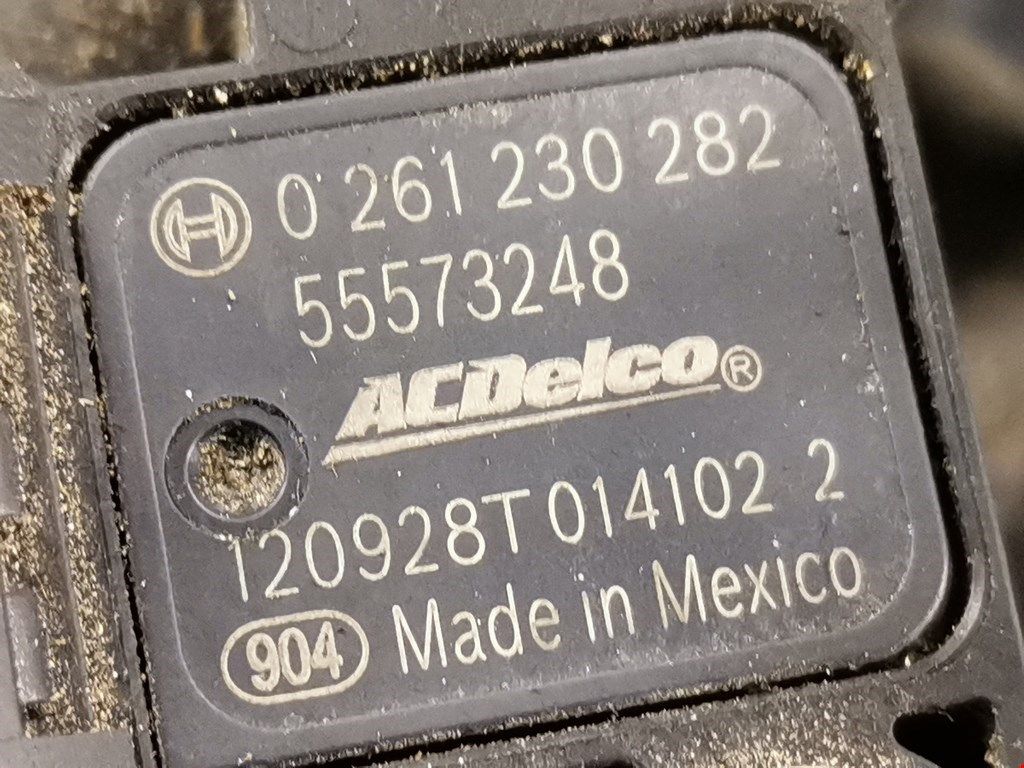 0 261 230 282
55573248
ACDelco®
120928T 014102 2
904 Made in Mexico